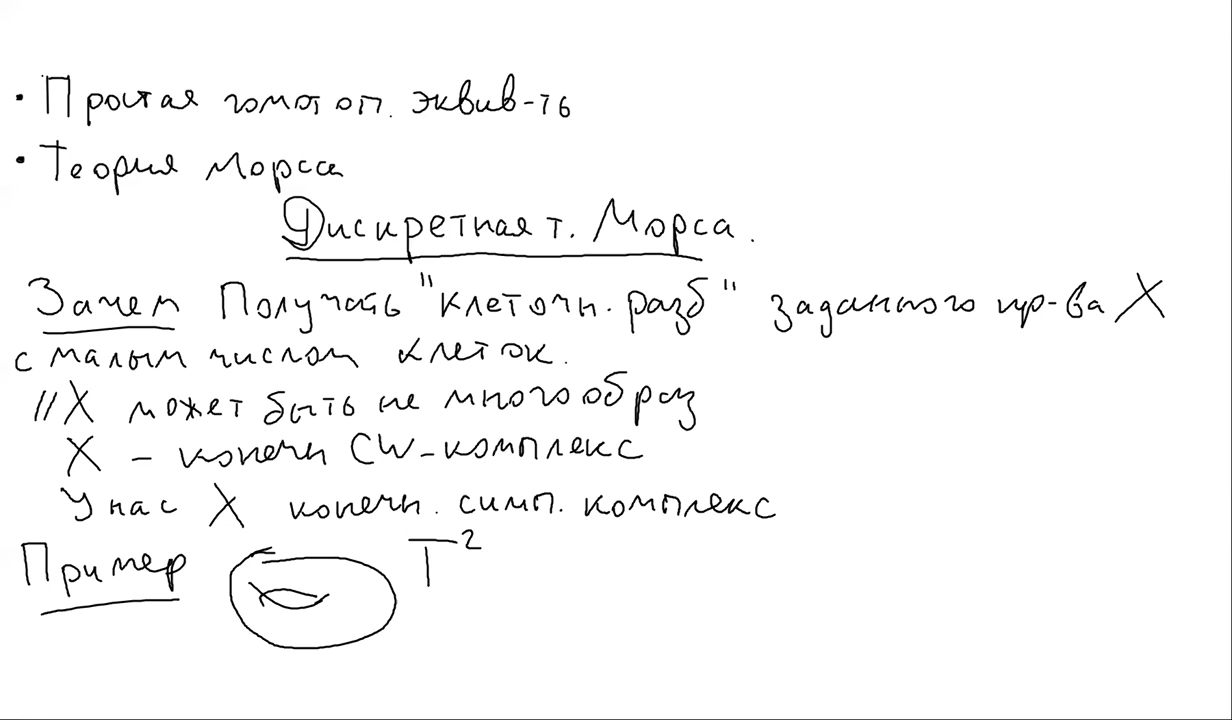 • Простая гомотоп. эквив-ть
• Теория Морса
Дискретная т. Морса.
Зачем Получать "клеточн. разб" заданного пр-ва X
с малым числом клеток.
// X может быть не многообраз
X – конечн CW-комплекс
У нас X конечн. симп. комплекс
Пример T²